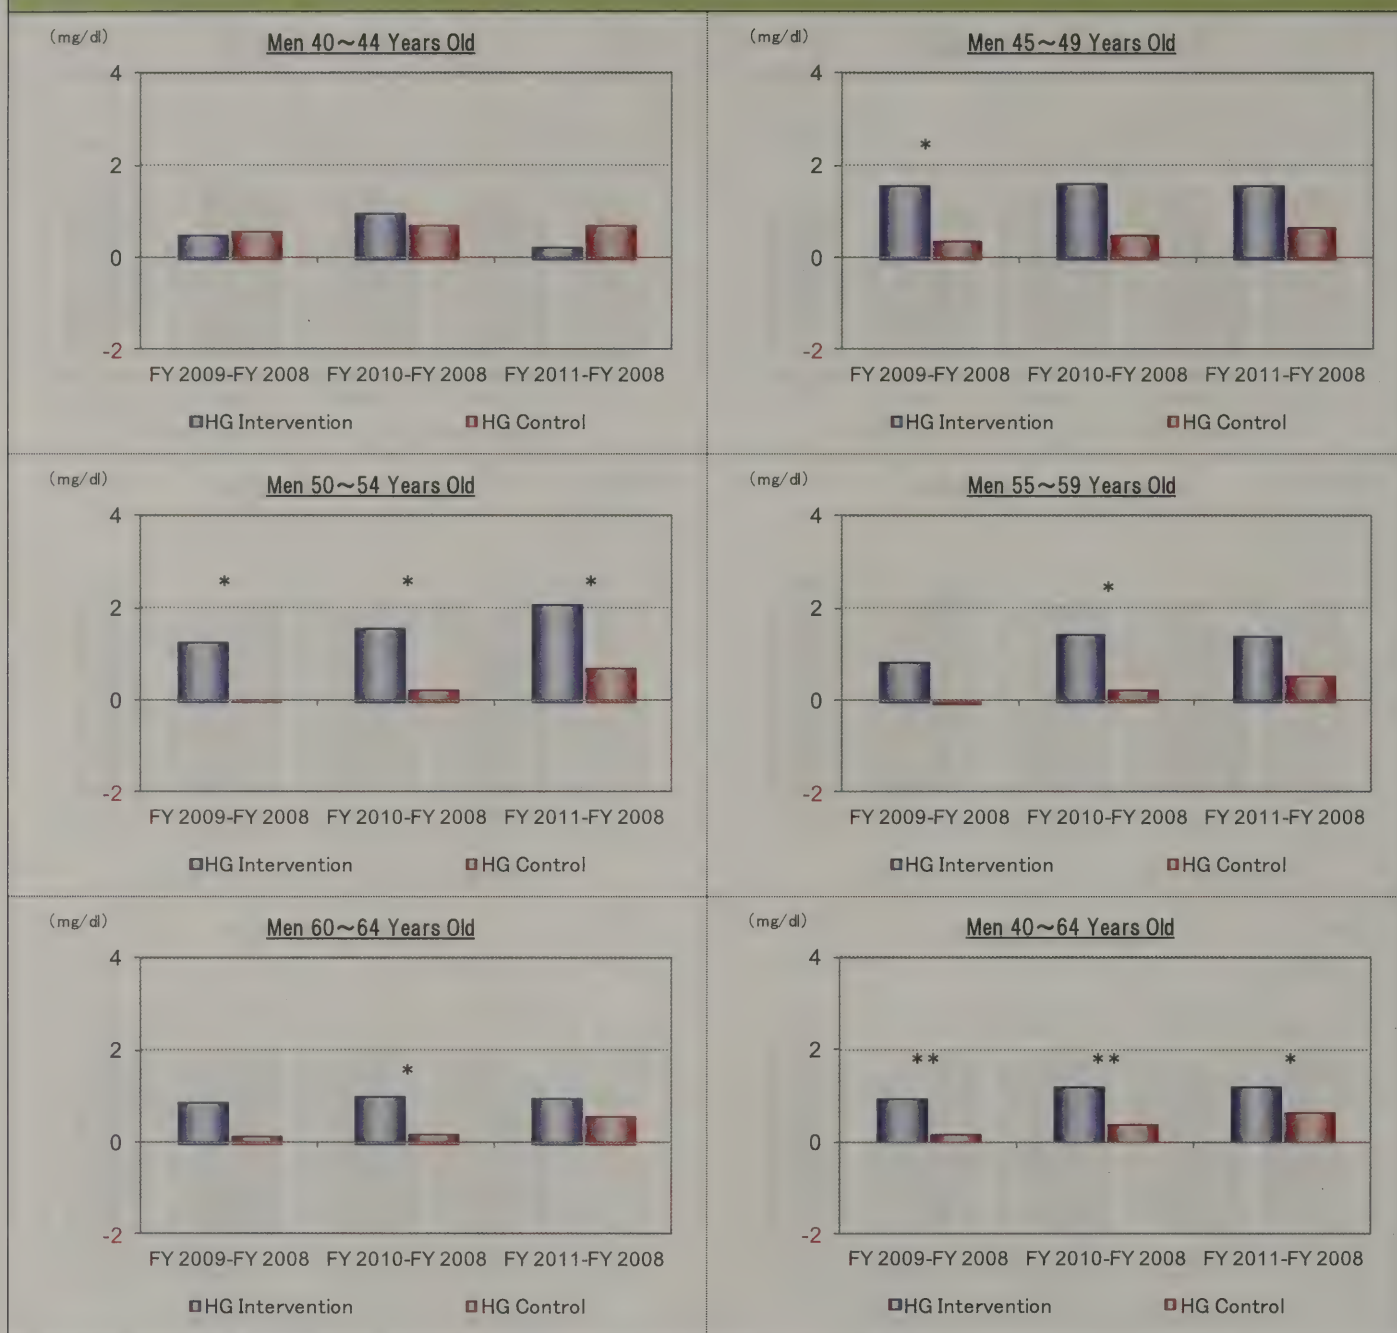 (mg/dl)
Men 40～44 Years Old
4
*
2
0
-2
FY 2009-FY 2008 FY 2010-FY 2008 FY 2011-FY 2008
HG Intervention HG Control
(mg/dl)
Men 45～49 Years Old
4
*
2
0
-2
FY 2009-FY 2008 FY 2010-FY 2008 FY 2011-FY 2008
HG Intervention HG Control
(mg/dl)
Men 50～54 Years Old
4
* * *
2
0
-2
FY 2009-FY 2008 FY 2010-FY 2008 FY 2011-FY 2008
HG Intervention HG Control
(mg/dl)
Men 55～59 Years Old
4
*
2
0
-2
FY 2009-FY 2008 FY 2010-FY 2008 FY 2011-FY 2008
HG Intervention HG Control
(mg/dl)
Men 60～64 Years Old
4
2
*
0
-2
FY 2009-FY 2008 FY 2010-FY 2008 FY 2011-FY 2008
HG Intervention HG Control
(mg/dl)
Men 40～64 Years Old
4
2
** ** *
0
-2
FY 2009-FY 2008 FY 2010-FY 2008 FY 2011-FY 2008
HG Intervention HG Control